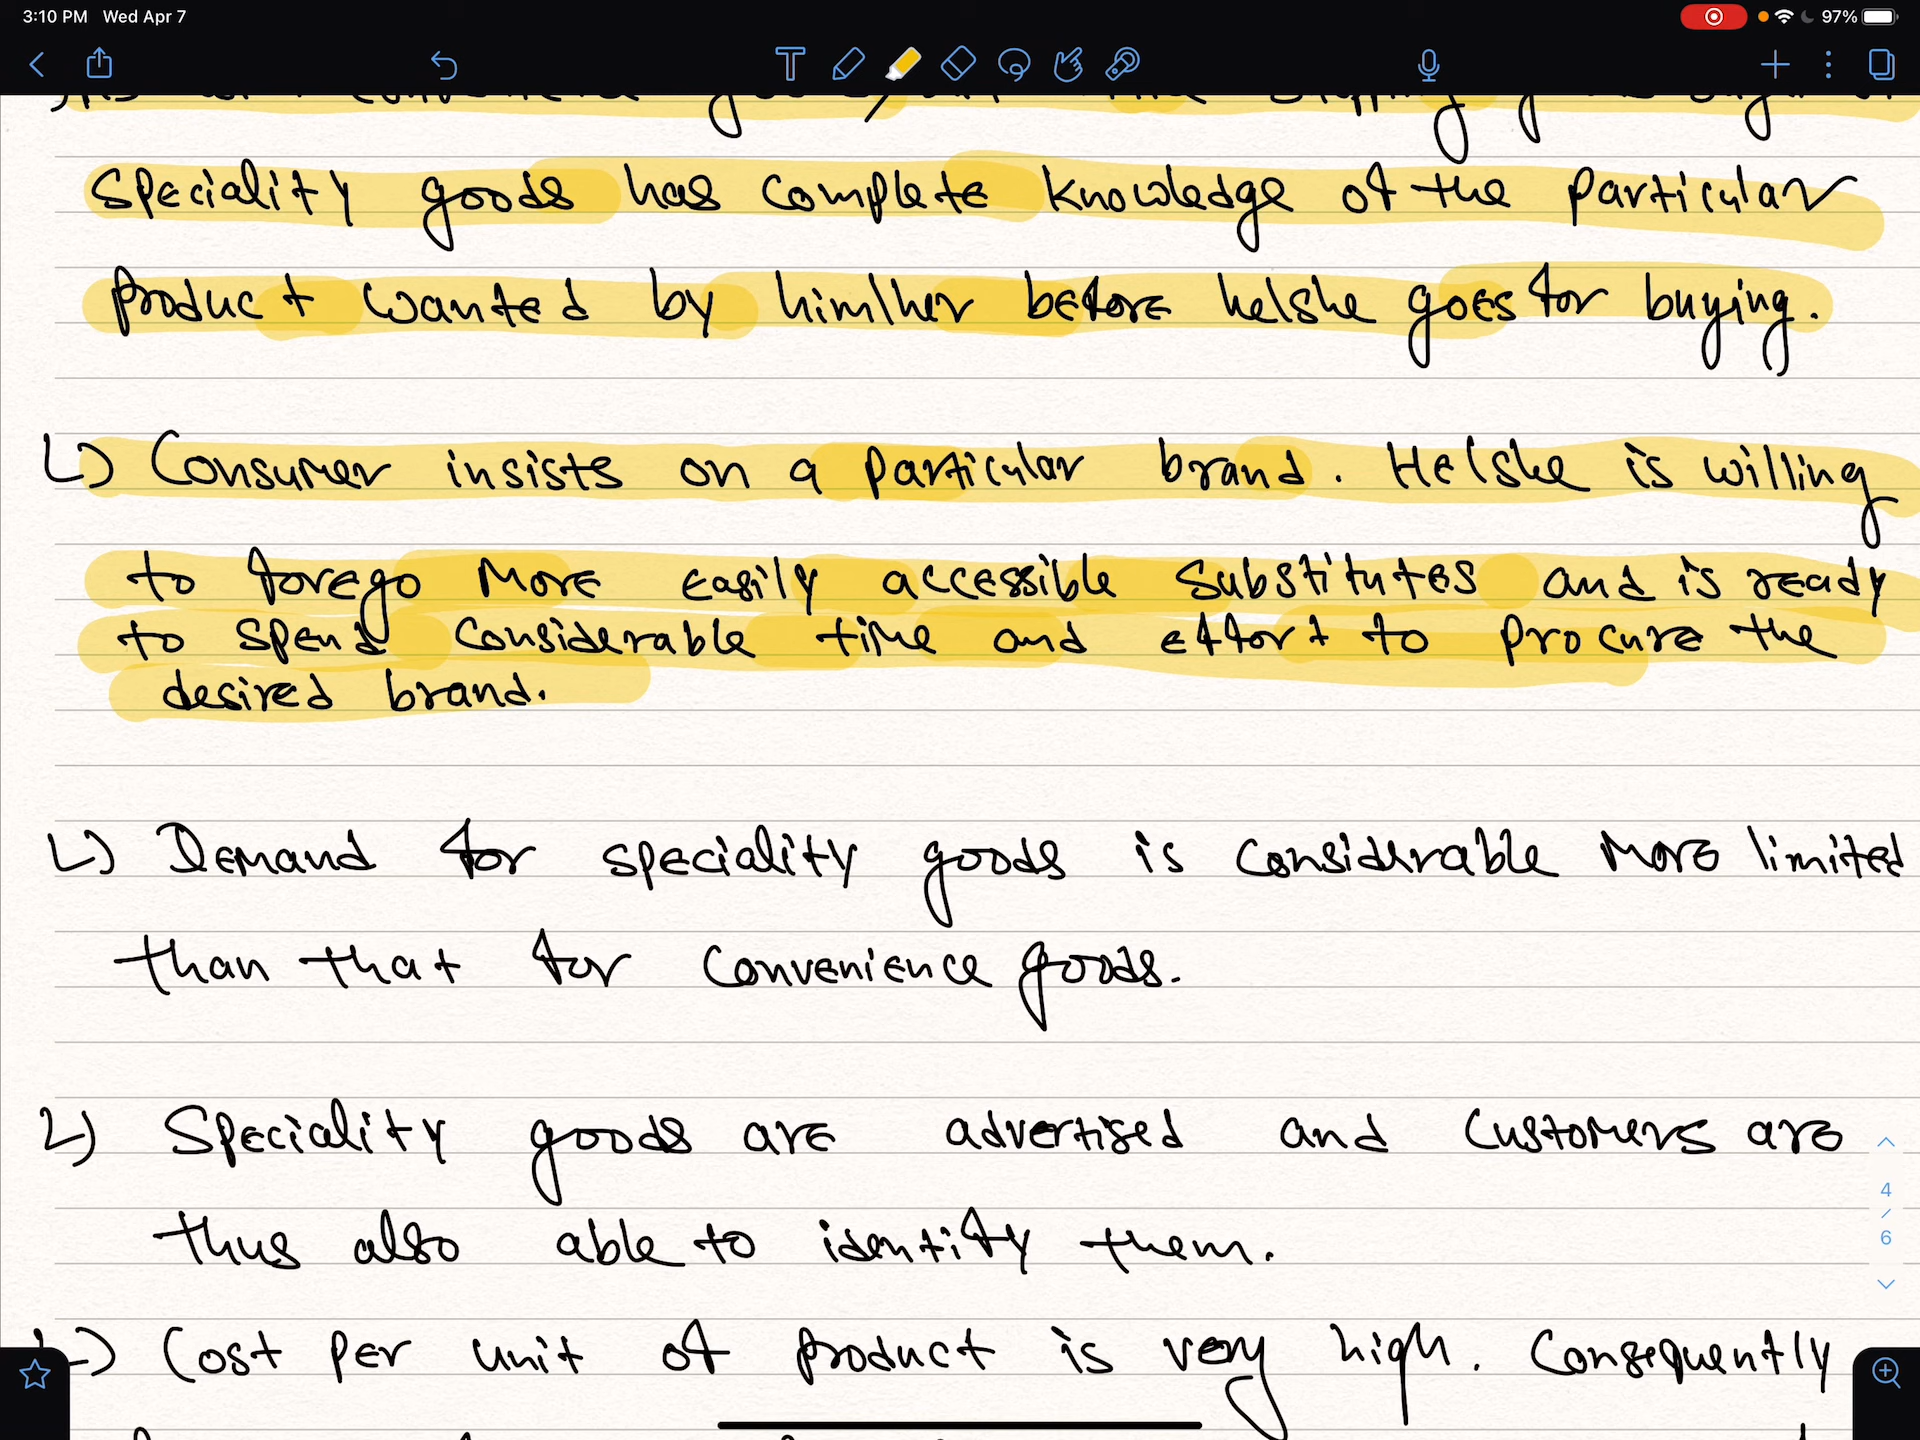 3:10 PM Wed Apr 7
97%
convenience
speciality goods has complete knowledge of the particular
product wanted by him/her before he/she goes for buying.
L) Consumer insists on a particular brand. He/she is willing
to forego more easily accessible substitutes and is ready
to spend considerable time and effort to procure the
desired brand.
L) Demand for speciality goods is considerable more limited
than that for convenience goods.
L) Speciality goods are advertised and customers are
thus also able to identify them.
L) Cost per unit of product is very high. Consequently
4
/
6